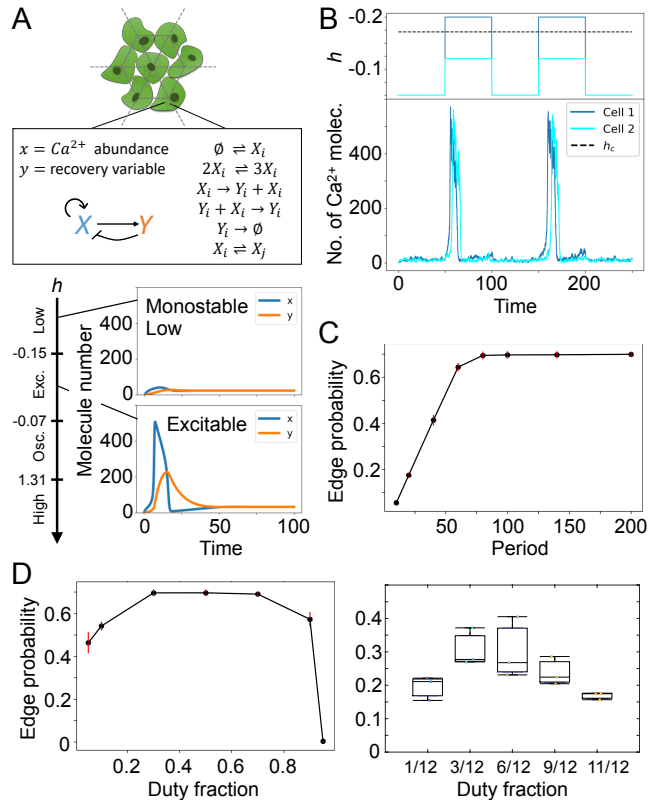 A
x = Ca²⁺ abundance
y = recovery variable
X
Y
∅ ⇌ Xᵢ
2Xᵢ ⇌ 3Xᵢ
Xᵢ → Yᵢ + Xᵢ
Yᵢ + Xᵢ → Yᵢ
Yᵢ → ∅
Xᵢ ⇌ Xⱼ
h
Low
-0.15
Exc.
-0.07
Osc.
1.31
High
Molecule number
Monostable
Low
x
y
400
200
0
Excitable
x
y
400
200
0
0
50
100
Time
B
-0.2
-0.1
h
Cell 1
Cell 2
h_c
No. of Ca²⁺ molec.
400
200
0
0
100
200
Time
C
Edge probability
0.6
0.4
0.2
0
50
100
150
200
Period
D
Edge probability
0.6
0.4
0.2
0
0.2
0.4
0.6
0.8
Duty fraction
0.4
0.3
0.2
0.1
0
1/12
3/12
6/12
9/12
11/12
Duty fraction